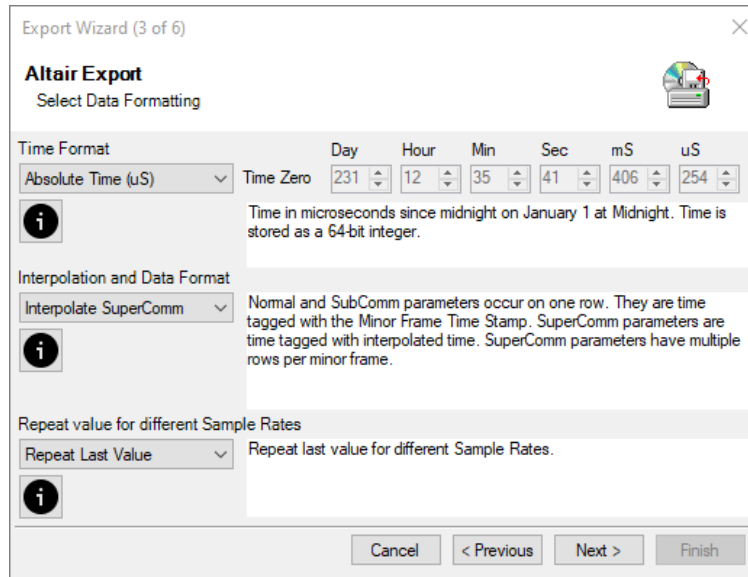 Export Wizard (3 of 6)
Altair Export
Select Data Formatting
Time Format
Day Hour Min Sec mS uS
Absolute Time (uS) Time Zero 231 12 35 41 406 254
Time in microseconds since midnight on January 1 at Midnight. Time is
stored as a 64-bit integer.
Interpolation and Data Format
Interpolate SuperComm
Normal and SubComm parameters occur on one row. They are time
tagged with the Minor Frame Time Stamp. SuperComm parameters are
time tagged with interpolated time. SuperComm parameters have multiple
rows per minor frame.
Repeat value for different Sample Rates
Repeat Last Value
Repeat last value for different Sample Rates.
Cancel < Previous Next > Finish